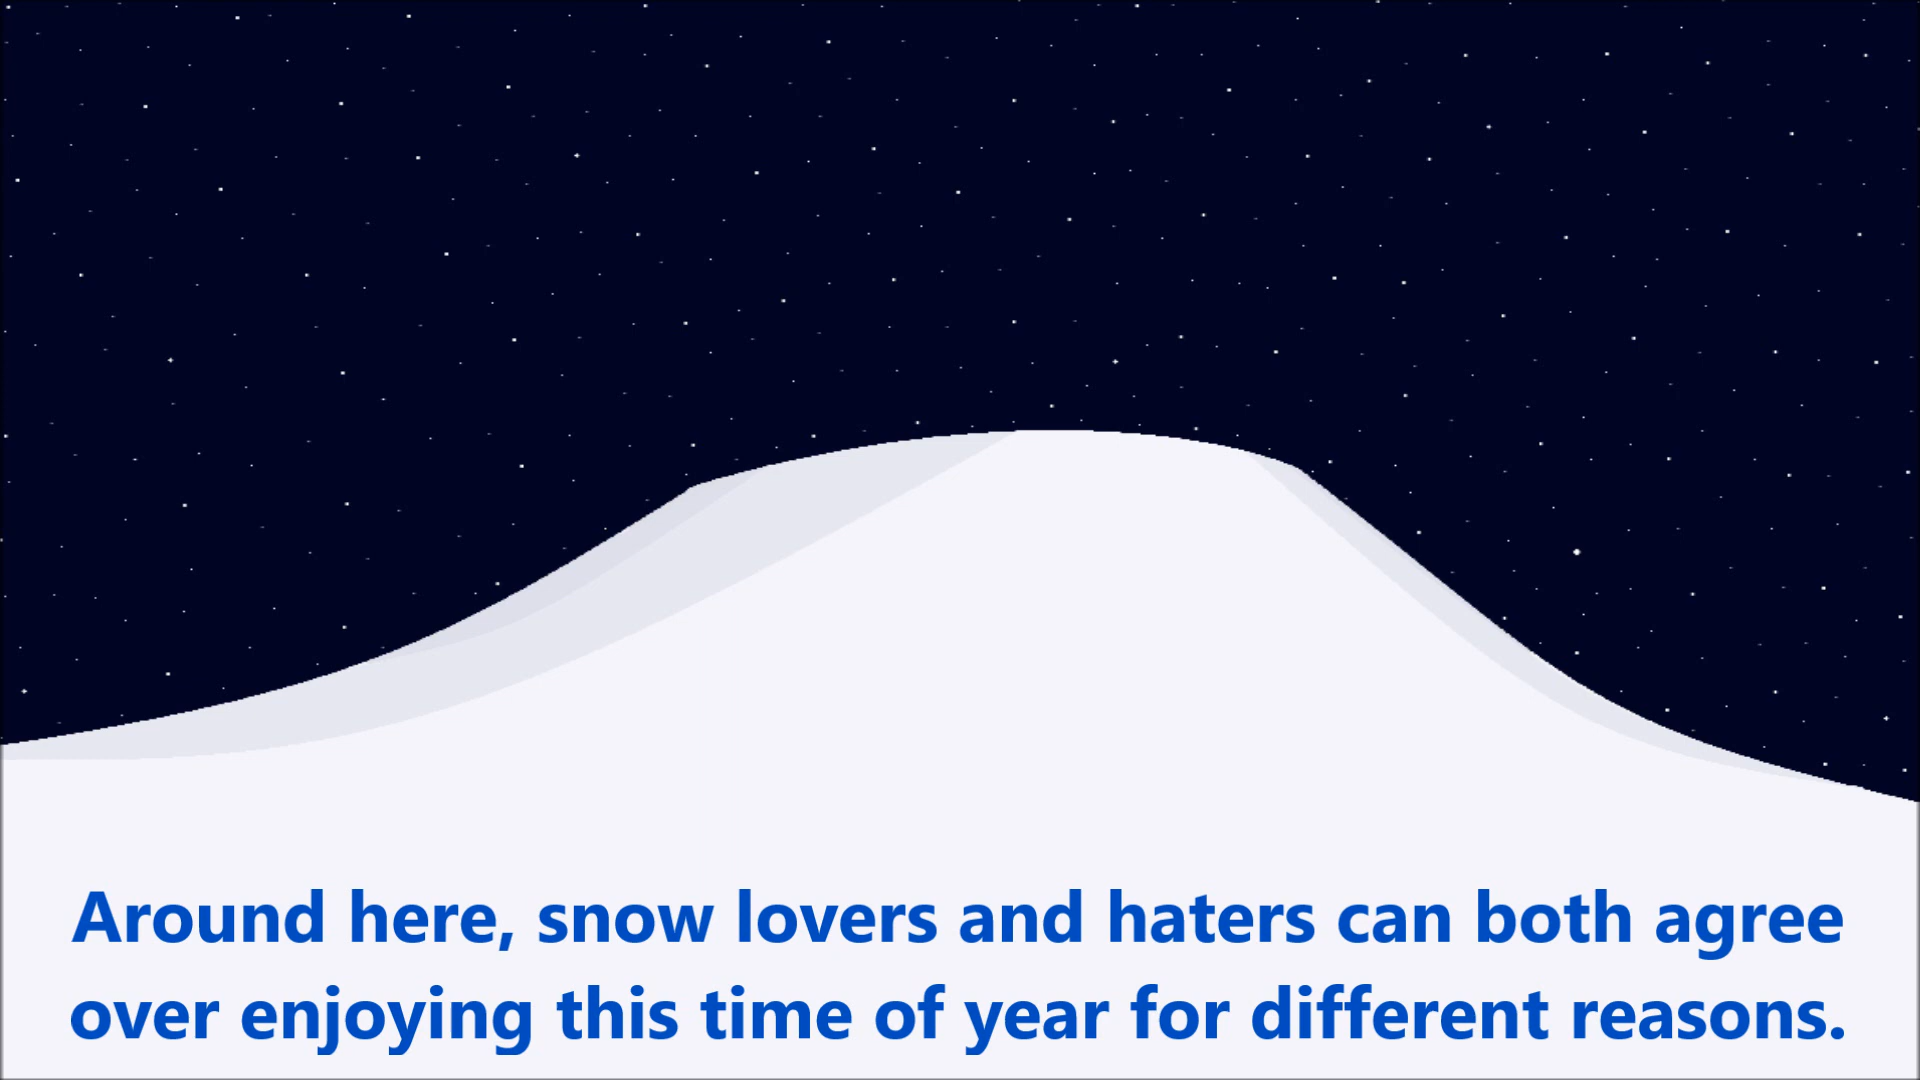 Around here, snow lovers and haters can both agree
over enjoying this time of year for different reasons.